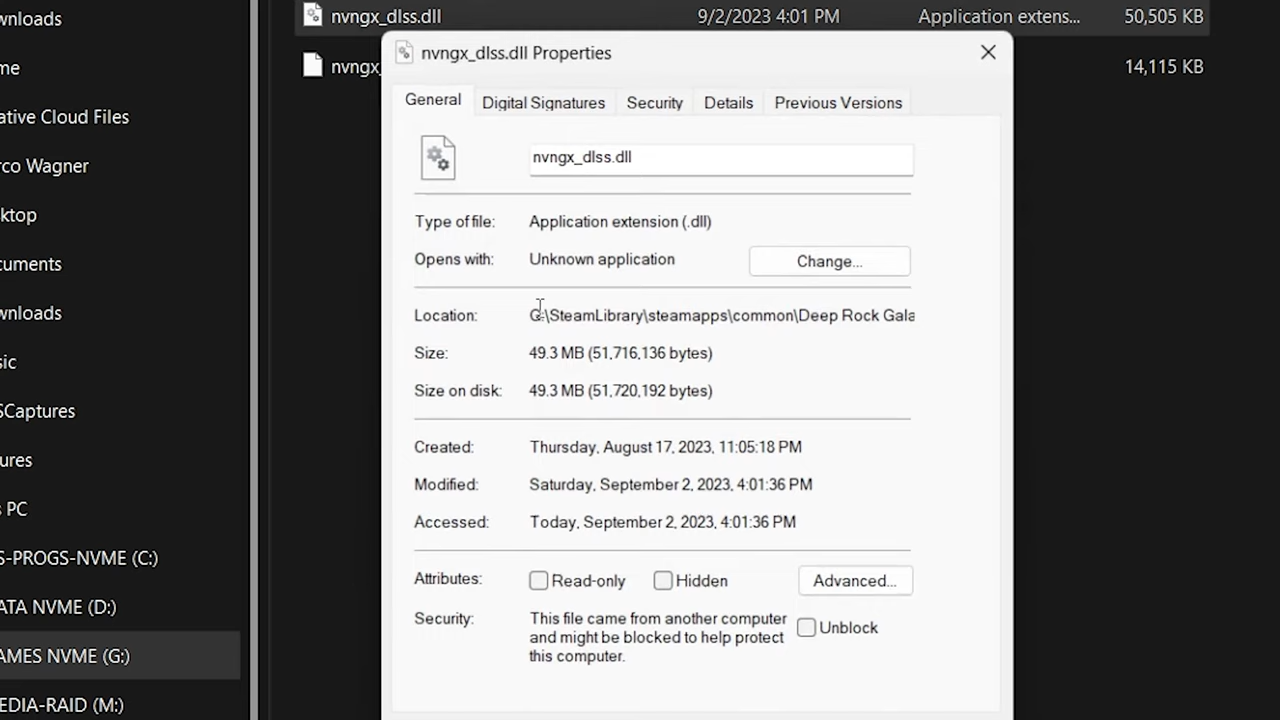 nvngx_dlss.dll 9/2/2023 4:01 PM Application extens... 50,505 KB
wnloads
nvngx_dlss.dll Properties
me
nvngx_ 14,115 KB
General Digital Signatures Security Details Previous Versions
ative Cloud Files
rco Wagner
nvngx_dlss.dll
ktop
Type of file: Application extension (.dll)
cuments
Opens with: Unknown application Change...
wnloads
Location: G:\SteamLibrary\steamapps\common\Deep Rock Gala
sic
Size: 49.3 MB (51,716,136 bytes)
Size on disk: 49.3 MB (51,720,192 bytes)
SCaptures
Created: Thursday, August 17, 2023, 11:05:18 PM
ures
Modified: Saturday, September 2, 2023, 4:01:36 PM
s PC
Accessed: Today, September 2, 2023, 4:01:36 PM
S-PROGS-NVME (C:)
Attributes: Read-only Hidden Advanced...
ATA NVME (D:)
Security: This file came from another computer
and might be blocked to help protect
this computer.
Unblock
AMES NVME (G:)
EDIA-RAID (M:)